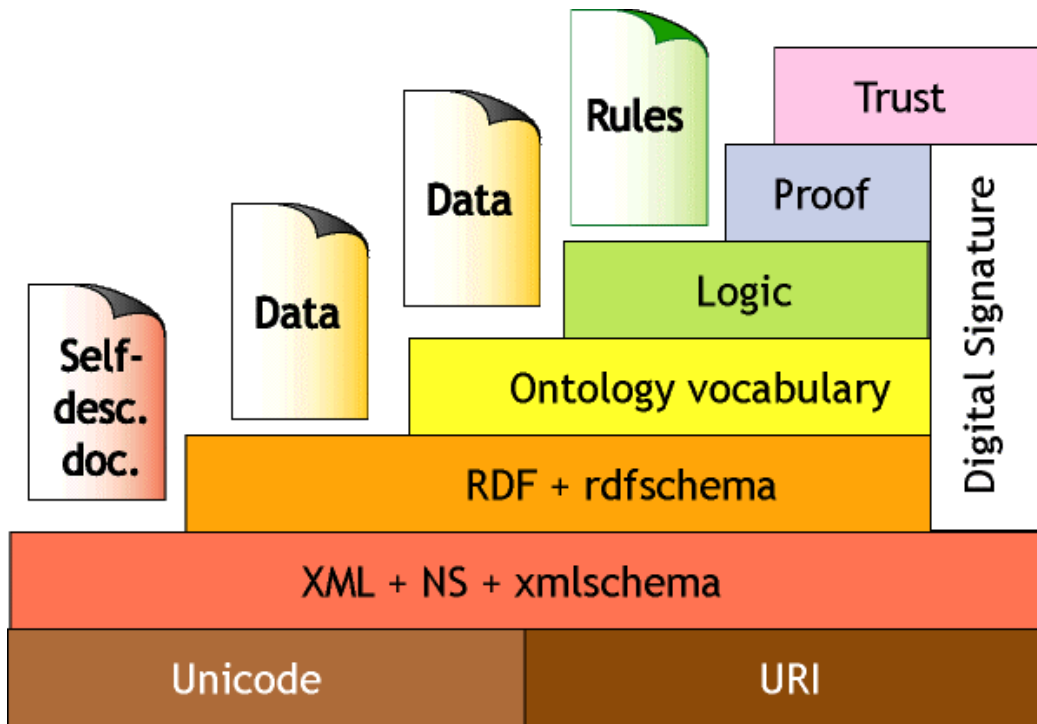 Rules
Trust
Data
Proof
Data
Logic
Self-
desc.
doc.
Ontology vocabulary
Digital Signature
RDF + rdfschema
XML + NS + xmlschema
Unicode
URI